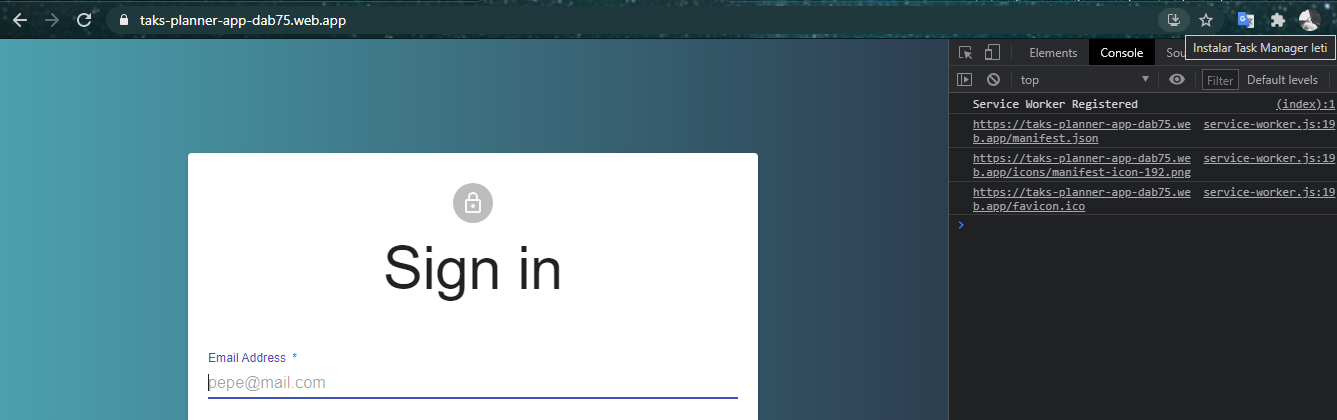 taks-planner-app-dab75.web.app
Instalar Task Manager leti
Elements Console Sou
top Filter Default levels
Service Worker Registered (index):1
https://taks-planner-app-dab75.we service-worker.js:19
b.app/manifest.json
https://taks-planner-app-dab75.we service-worker.js:19
b.app/icons/manifest-icon-192.png
https://taks-planner-app-dab75.we service-worker.js:19
b.app/favicon.ico
Sign in
Email Address *
pepe@mail.com